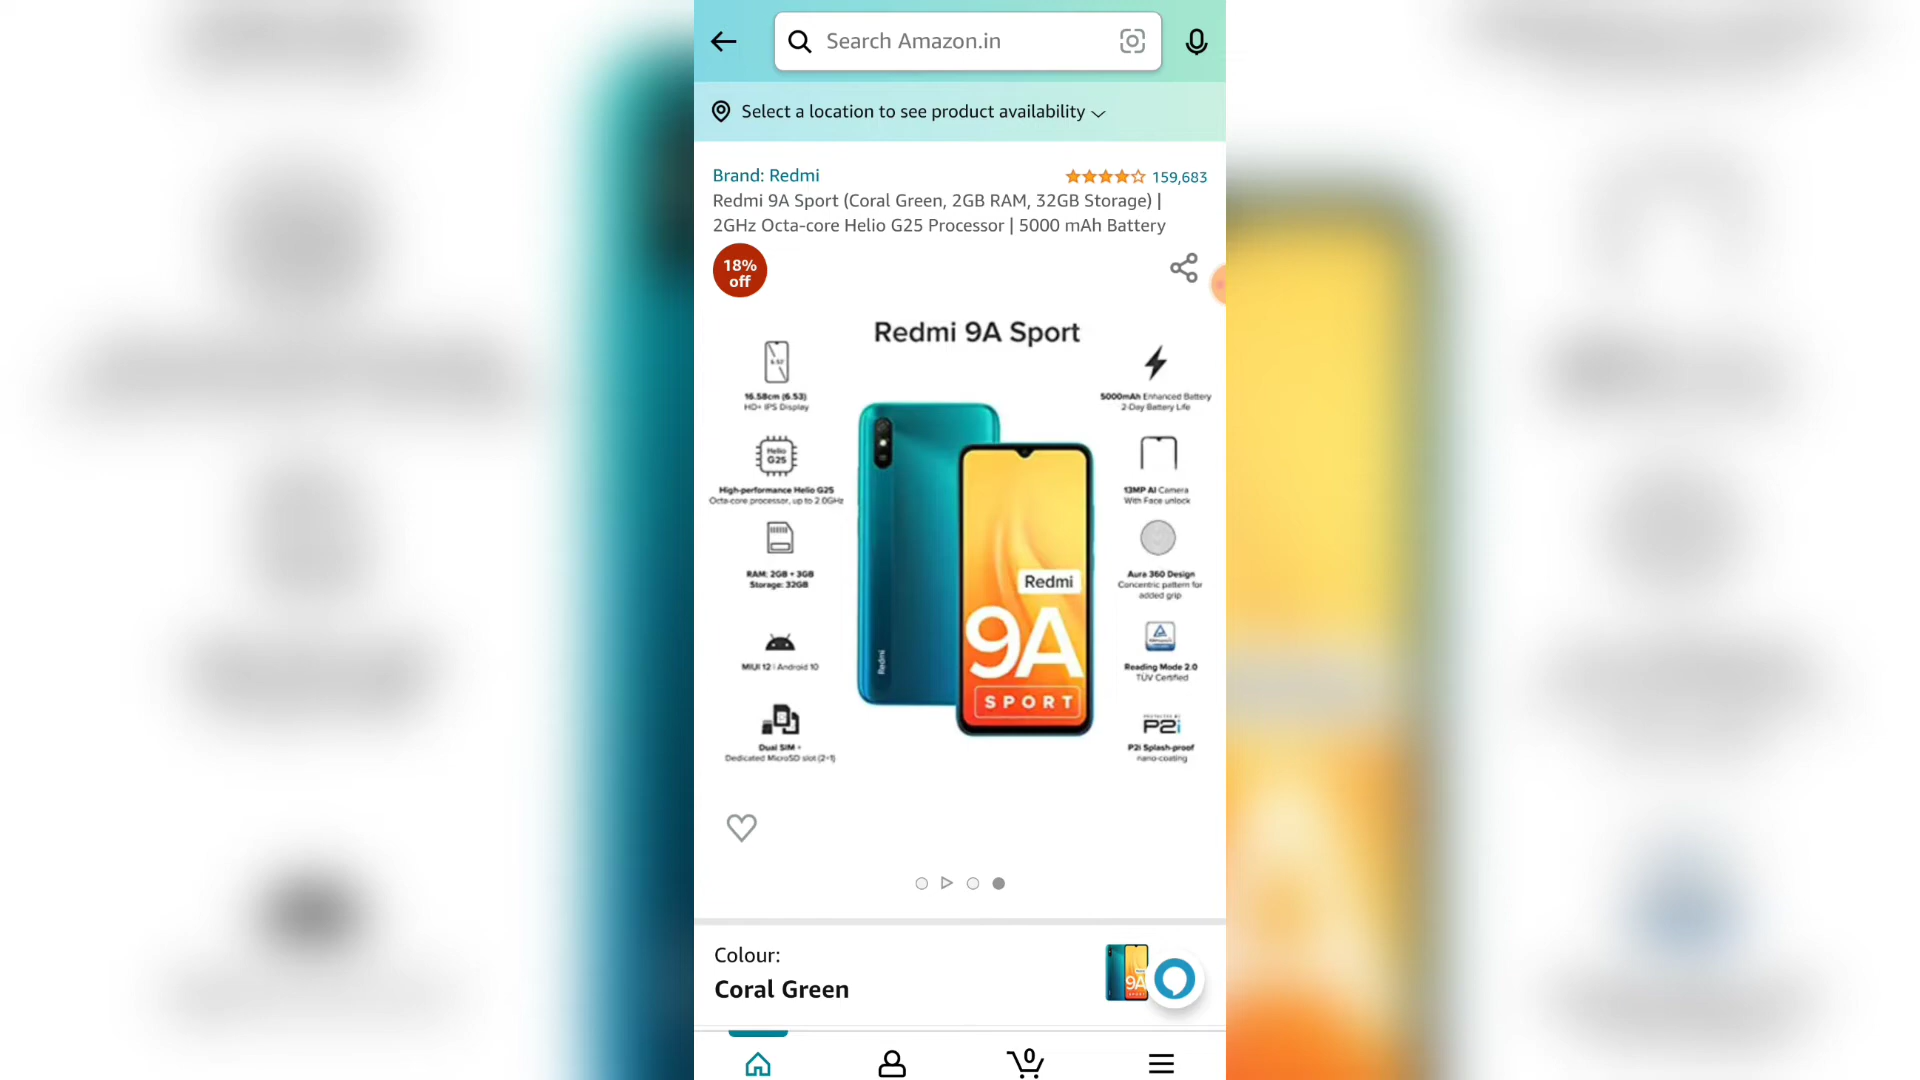 Search Amazon.in
Select a location to see product availability
Brand: Redmi
159,683
Redmi 9A Sport (Coral Green, 2GB RAM, 32GB Storage) |
2GHz Octa-core Helio G25 Processor | 5000 mAh Battery
18%
off
Redmi 9A Sport
16.58cm (6.53)
HD+ IPS Display
Helio
G25
High-performance Helio G25
Octa-core processor, up to 2.0GHz
RAM: 2GB + 3GB
Storage: 32GB
MIUI 12 | Android 10
Dual SIM +
Dedicated MicroSD slot (2+1)
Redmi
Redmi
9A
SPORT
5000mAh Enhanced Battery
2-Day Battery Life
13MP AI Camera
With Face unlock
Aura 360 Design
Concentric pattern for
added grip
Reading Mode 2.0
TÜV Certified
P2i
P2i Splash-proof
nano-coating
Colour:
Coral Green
9A
0